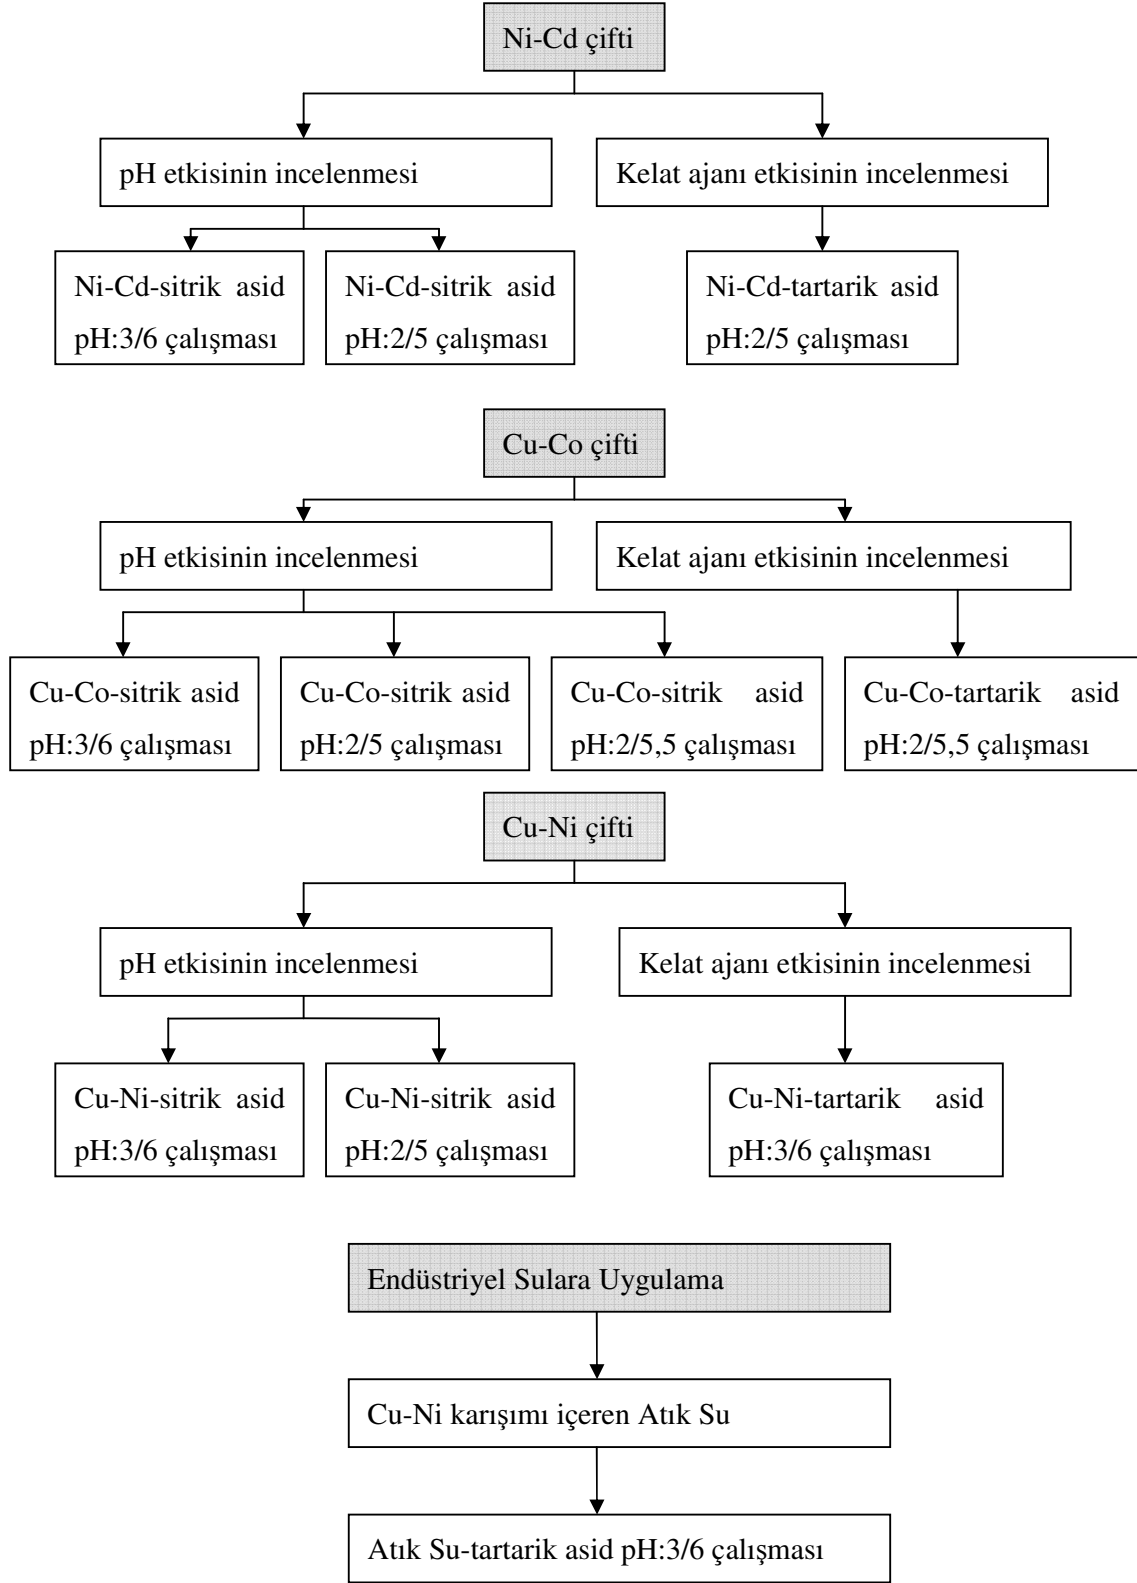 Ni-Cd çifti
pH etkisinin incelenmesi
Kelat ajanı etkisinin incelenmesi
Ni-Cd-sitrik asid
pH:3/6 çalışması
Ni-Cd-sitrik asid
pH:2/5 çalışması
Ni-Cd-tartarik asid
pH:2/5 çalışması
Cu-Co çifti
pH etkisinin incelenmesi
Kelat ajanı etkisinin incelenmesi
Cu-Co-sitrik asid
pH:3/6 çalışması
Cu-Co-sitrik asid
pH:2/5 çalışması
Cu-Co-sitrik asid
pH:2/5,5 çalışması
Cu-Co-tartarik asid
pH:2/5,5 çalışması
Cu-Ni çifti
pH etkisinin incelenmesi
Kelat ajanı etkisinin incelenmesi
Cu-Ni-sitrik asid
pH:3/6 çalışması
Cu-Ni-sitrik asid
pH:2/5 çalışması
Cu-Ni-tartarik asid
pH:3/6 çalışması
Endüstriyel Sulara Uygulama
Cu-Ni karışımı içeren Atık Su
Atık Su-tartarik asid pH:3/6 çalışması